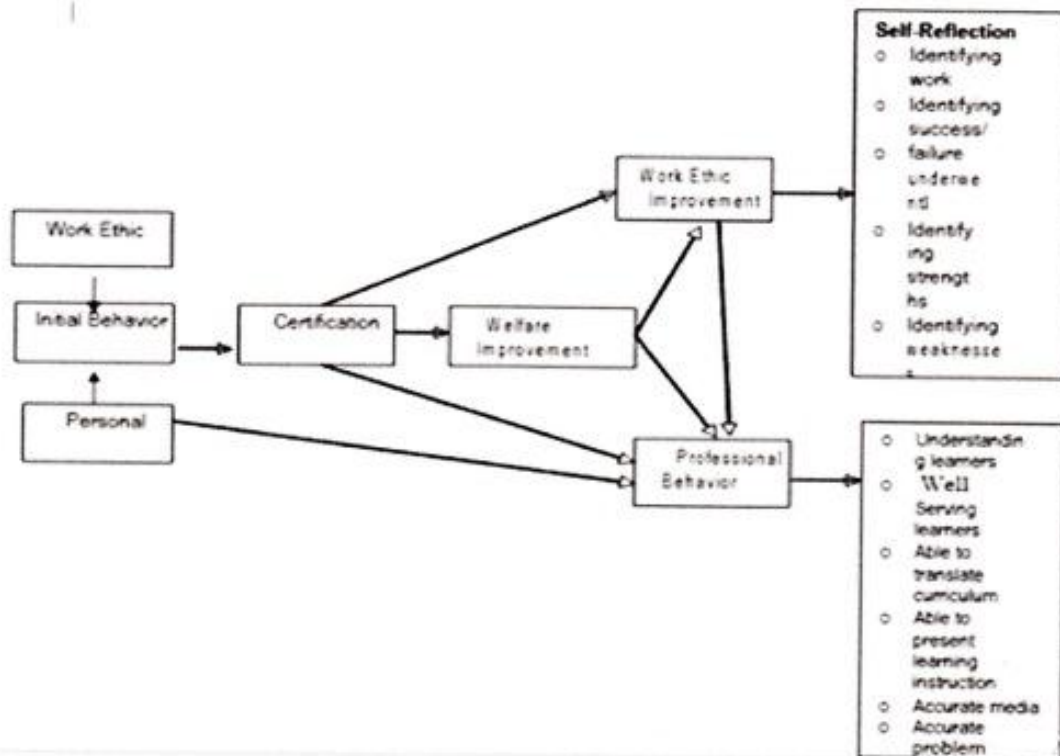 Work Ethic
Initial Behavior
Personal
Certification
Welfare
Improvement
Work Ethic
Improvement
Professional
Behavior
Self-Reflection
○ Identifying
work
○ Identifying
success/
○ failure
underwe
ntl
○ Identify
ing
strengt
hs
○ Identifying
weaknesse
s
○ Understandin
g learners
○ Well
Serving
learners
○ Able to
translate
curriculum
○ Able to
present
learning
instruction
○ Accurate media
○ Accurate
problem